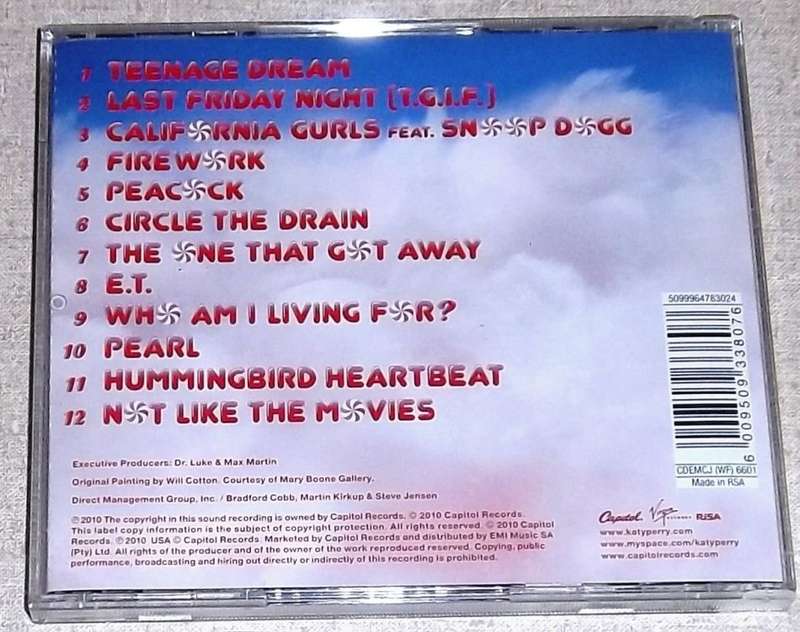 1 TEENAGE DREAM
2 LAST FRIDAY NIGHT [T.G.I.F.]
3 CALIFORNIA GURLS FEAT. SNOOP DOGG
4 FIREWORK
5 PEACOCK
6 CIRCLE THE DRAIN
7 THE ONE THAT GOT AWAY
8 E.T.
9 WHO AM I LIVING FOR?
10 PEARL
11 HUMMINGBIRD HEARTBEAT
12 NOT LIKE THE MOVIES
Executive Producers: Dr. Luke & Max Martin
Original Painting by Will Cotton. Courtesy of Mary Boone Gallery.
Direct Management Group, Inc. / Bradford Cobb, Martin Kirkup & Steve Jensen
℗ 2010 The copyright in this sound recording is owned by Capitol Records. © 2010 Capitol Records.
This label copy information is the subject of copyright protection. All rights reserved. © 2010 Capitol
Records. ℗ 2010 USA © Capitol Records. Marketed by Capitol Records and distributed by EMI Music SA
(Pty) Ltd. All rights of the producer and of the owner of the work reproduced reserved. Copying, public
performance, broadcasting and hiring out directly or indirectly of this recording is prohibited.
5099964783024
6 009509 338076
CDEMCJ (WF) 6601
Made in RSA
Capitol. Virgin RiSA
www.katyperry.com
www.myspace.com/katyperry
www.capitolrecords.com